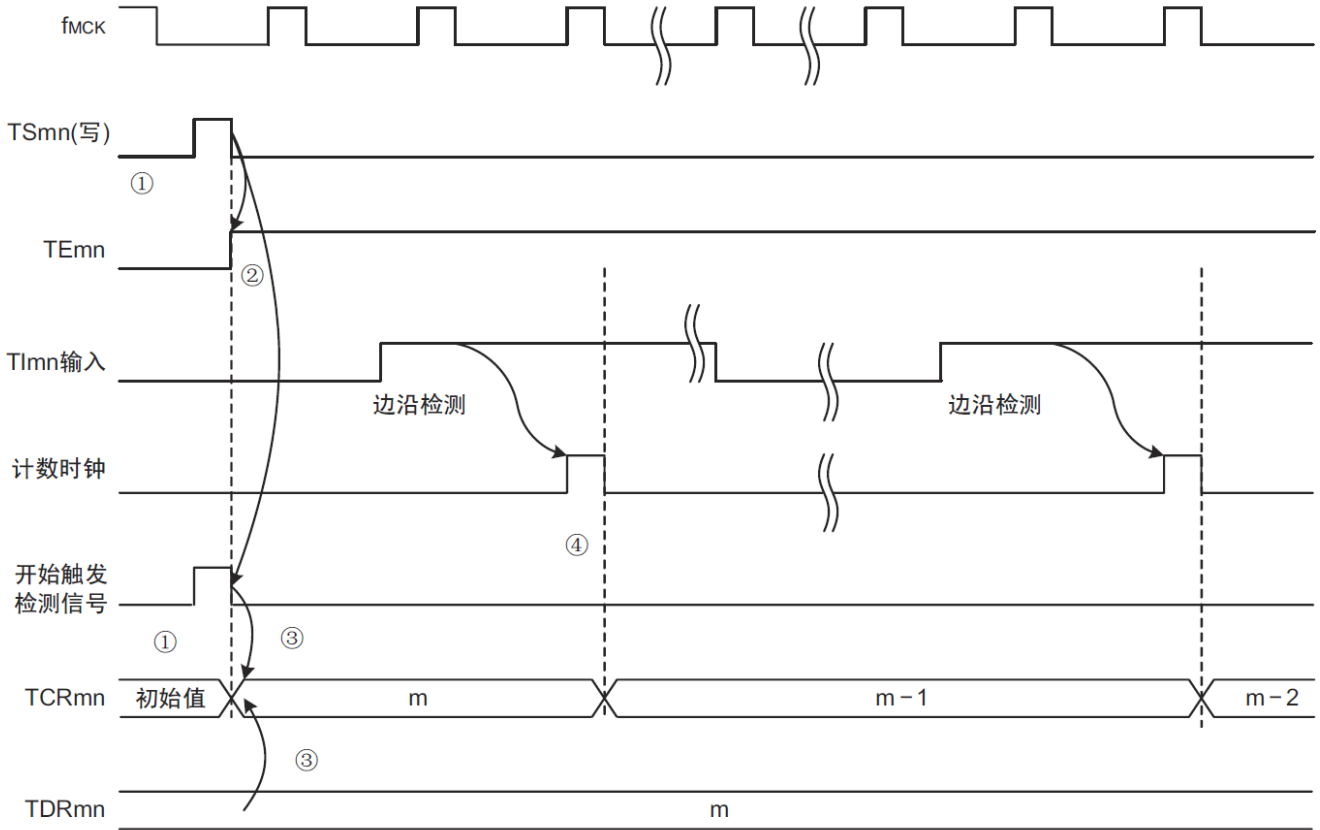 fMCK
TSmn(写)
①
TEmn
②
TImn输入
边沿检测 边沿检测
计数时钟
④
开始触发
检测信号
① ③
TCRmn 初始值 m m-1 m-2
③
TDRmn m